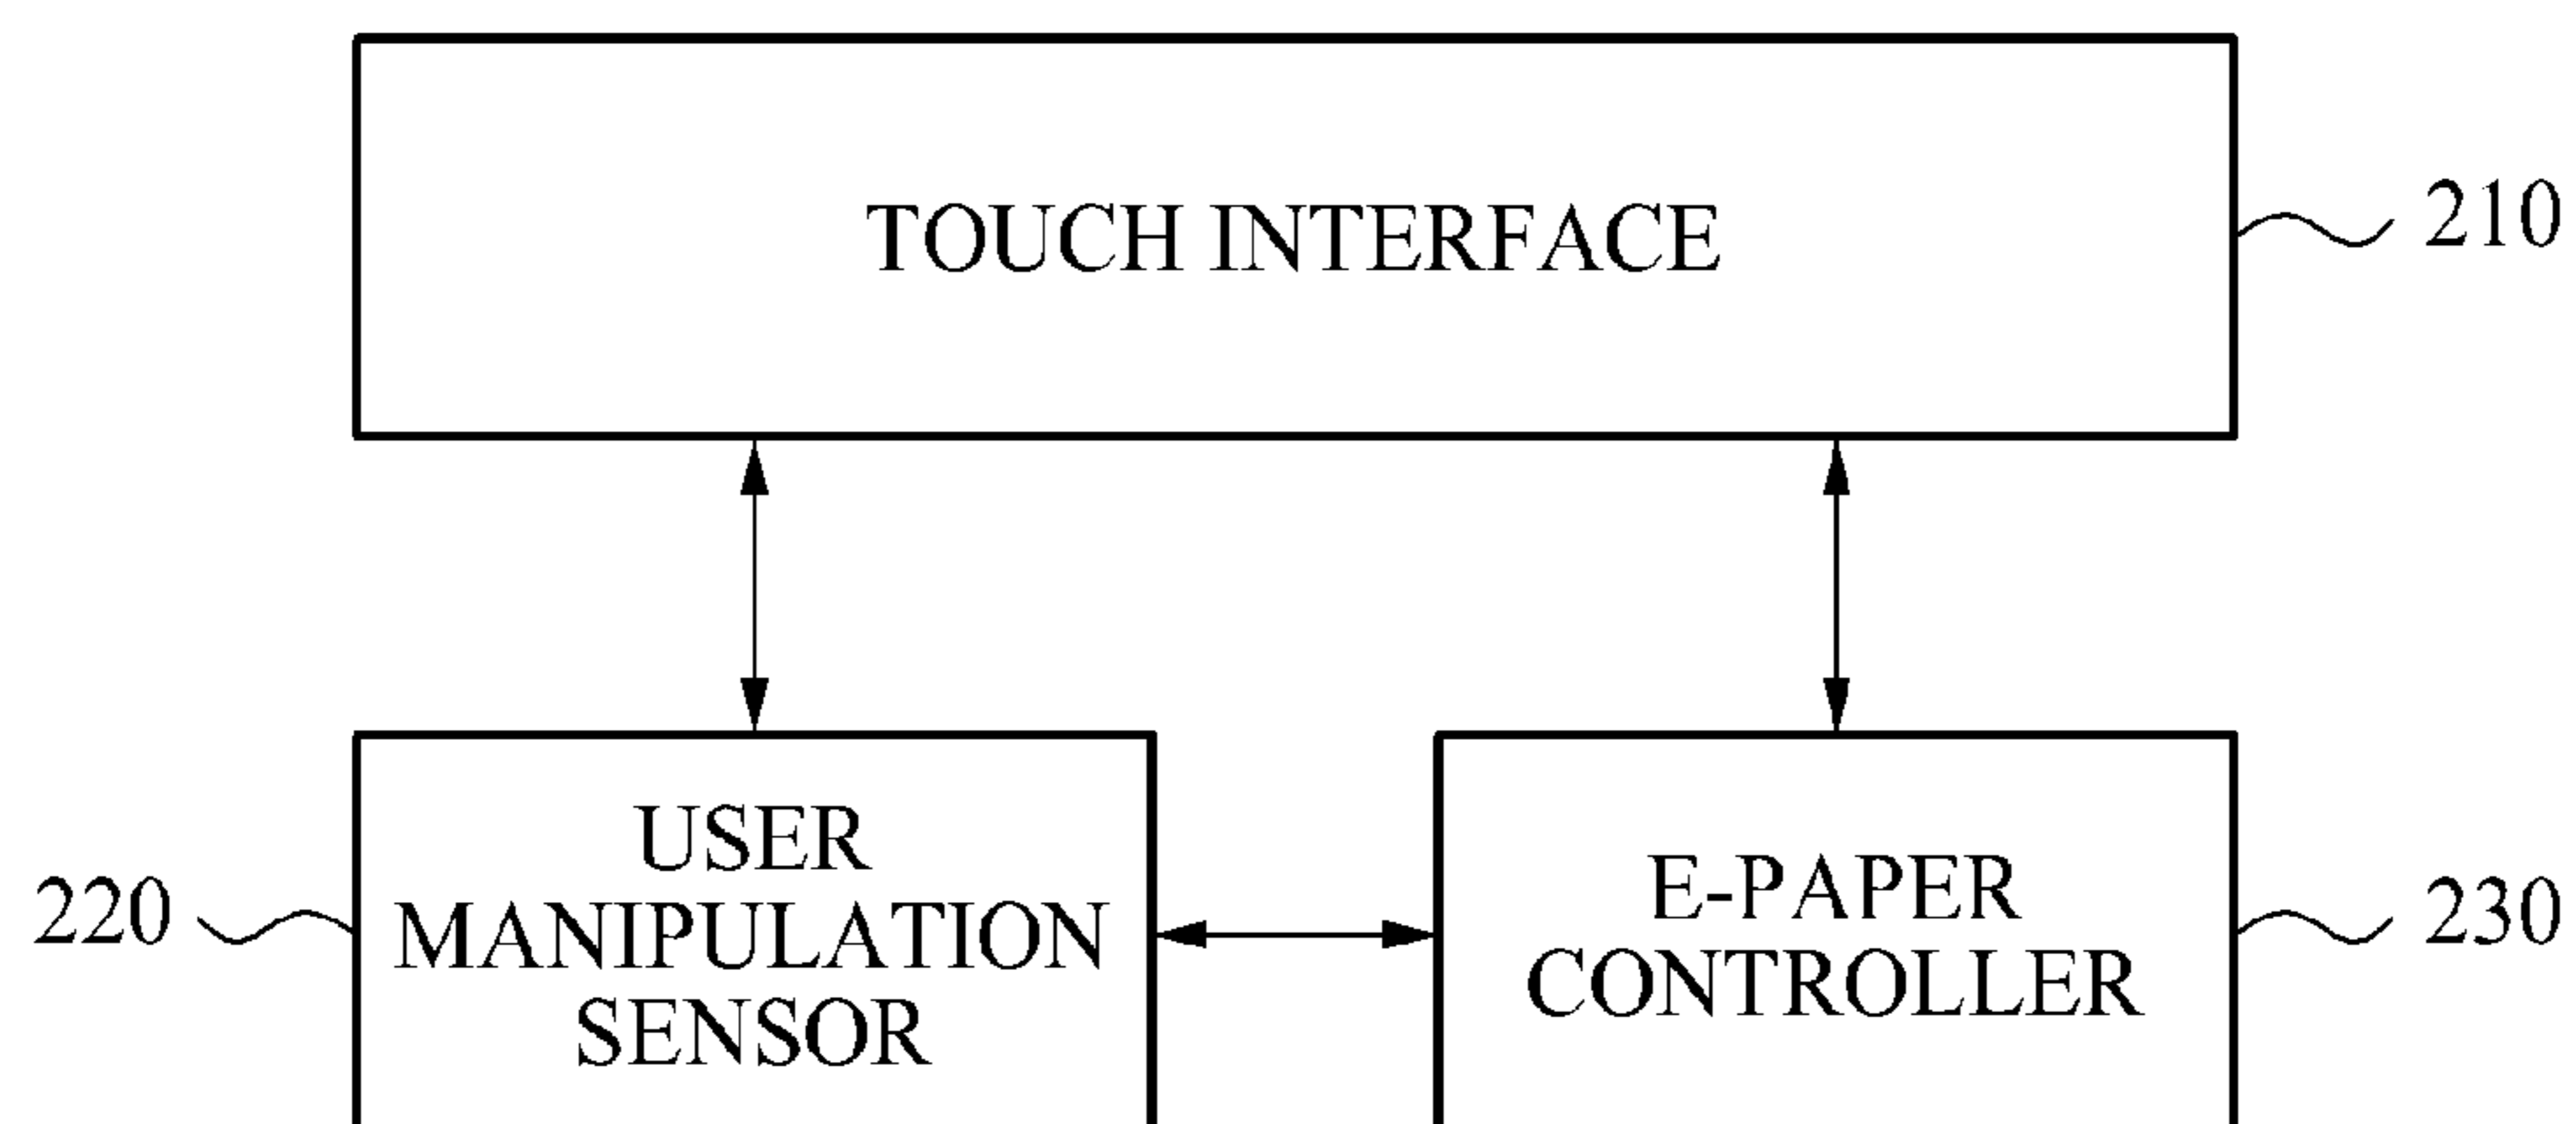 TOUCH INTERFACE
210
USER
MANIPULATION
SENSOR
220
E-PAPER
CONTROLLER
230